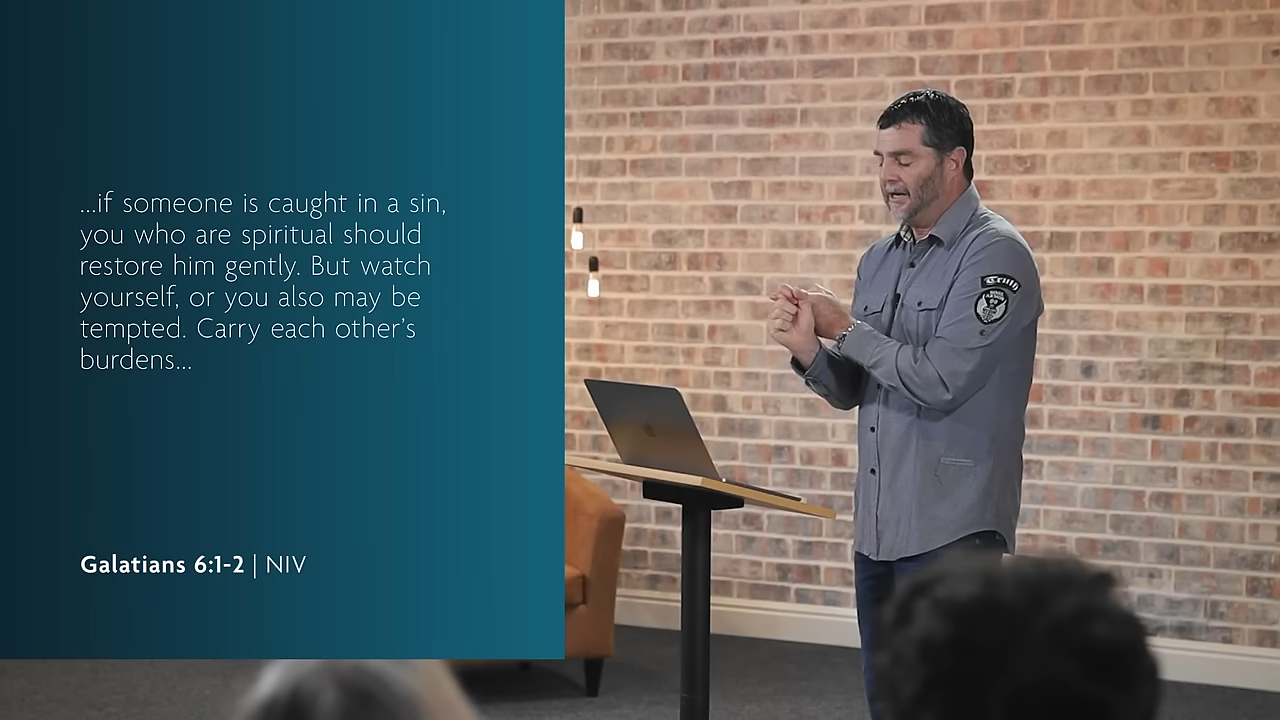 ...if someone is caught in a sin,
you who are spiritual should
restore him gently. But watch
yourself, or you also may be
tempted. Carry each other’s
burdens...
Galatians 6:1-2 | NIV
Truth